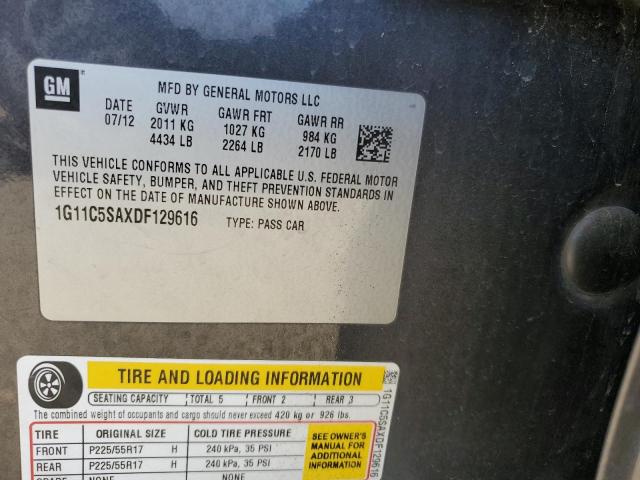 GM
MFD BY GENERAL MOTORS LLC
DATE GVWR GAWR FRT GAWR RR
07/12 2011 KG 1027 KG 984 KG
4434 LB 2264 LB 2170 LB
THIS VEHICLE CONFORMS TO ALL APPLICABLE U.S. FEDERAL MOTOR
VEHICLE SAFETY, BUMPER, AND THEFT PREVENTION STANDARDS IN
EFFECT ON THE DATE OF MANUFACTURE SHOWN ABOVE.
1G11C5SAXDF129616 TYPE: PASS CAR
TIRE AND LOADING INFORMATION
SEATING CAPACITY TOTAL 5 FRONT 2 REAR 3
The combined weight of occupants and cargo should never exceed 420 kg or 926 lbs.
TIRE ORIGINAL SIZE COLD TIRE PRESSURE
FRONT P225/55R17 H 240 kPa, 35 PSI
REAR P225/55R17 H 240 kPa, 35 PSI
SPARE NONE NONE
SEE OWNER'S
MANUAL FOR
ADDITIONAL
INFORMATION
1G11C5SAXDF129616